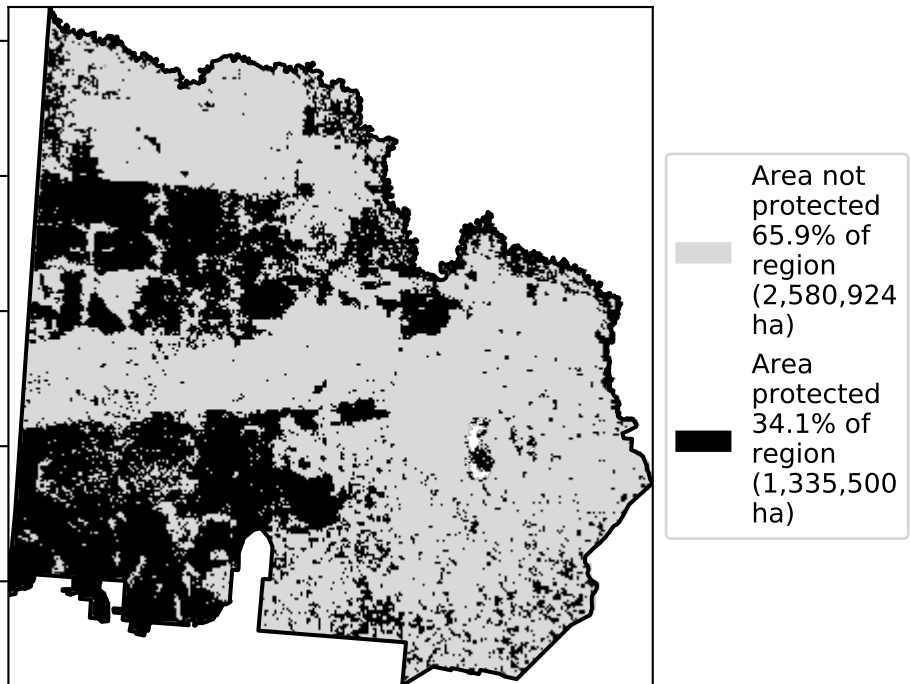 Area not
protected
65.9% of
region
(2,580,924
ha)
Area
protected
34.1% of
region
(1,335,500
ha)